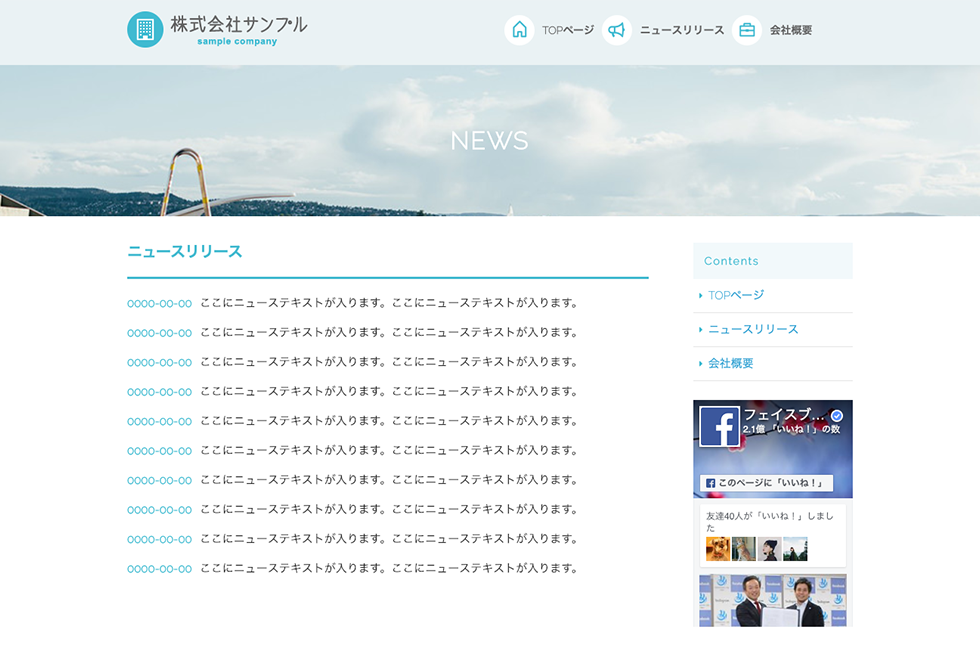 株式会社サンプル
sample company
TOPページ
ニュースリリース
会社概要
NEWS
ニュースリリース
0000-00-00 ここにニューステキストが入ります。ここにニューステキストが入ります。
0000-00-00 ここにニューステキストが入ります。ここにニューステキストが入ります。
0000-00-00 ここにニューステキストが入ります。ここにニューステキストが入ります。
0000-00-00 ここにニューステキストが入ります。ここにニューステキストが入ります。
0000-00-00 ここにニューステキストが入ります。ここにニューステキストが入ります。
0000-00-00 ここにニューステキストが入ります。ここにニューステキストが入ります。
0000-00-00 ここにニューステキストが入ります。ここにニューステキストが入ります。
0000-00-00 ここにニューステキストが入ります。ここにニューステキストが入ります。
0000-00-00 ここにニューステキストが入ります。ここにニューステキストが入ります。
0000-00-00 ここにニューステキストが入ります。ここにニューステキストが入ります。
Contents
TOPページ
ニュースリリース
会社概要
フェイスブ...
2.1億「いいね！」の数
このページに「いいね！」
友達40人が「いいね！」しまし
た